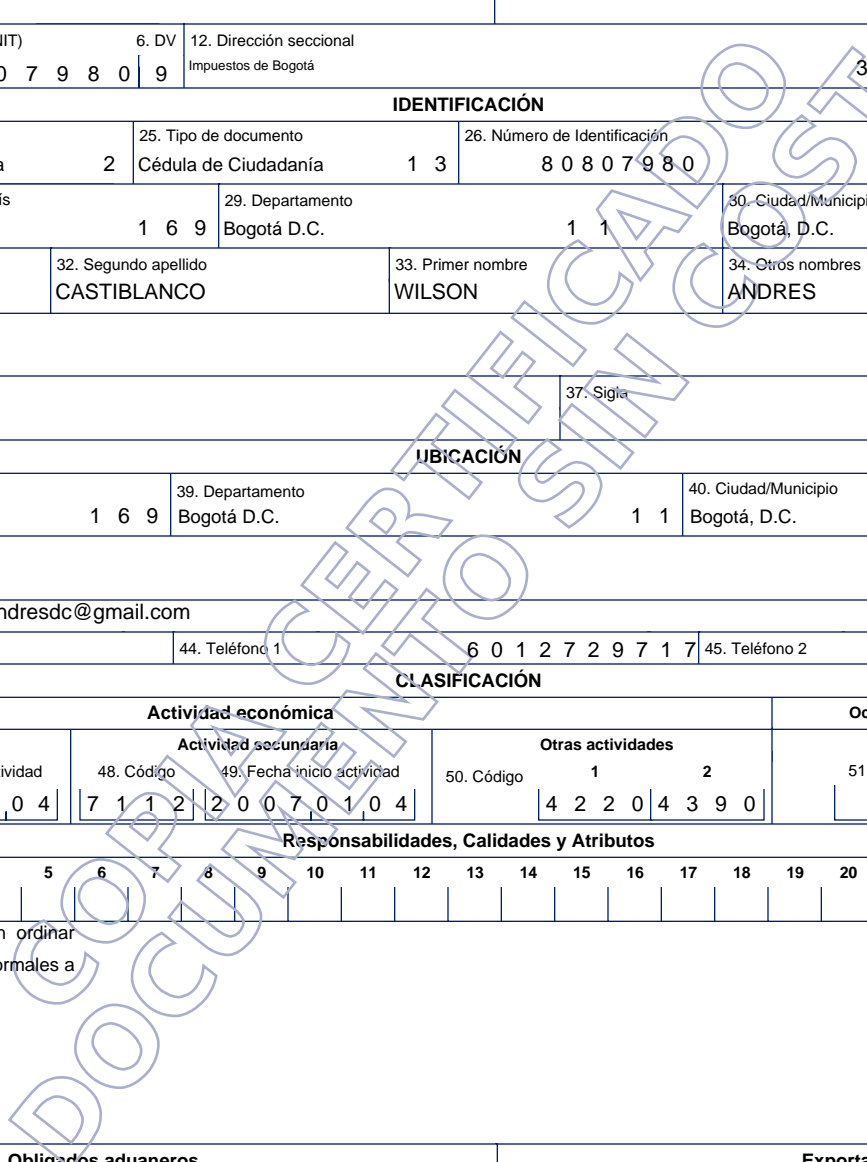 NIT) 6. DV 12. Dirección seccional
0 7 9 8 0 9 Impuestos de Bogotá 3
IDENTIFICACIÓN
25. Tipo de documento 26. Número de Identificación
a 2 Cédula de Ciudadanía 1 3 8 0 8 0 7 9 8 0
ís 29. Departamento 30. Ciudad/Municipi
1 6 9 Bogotá D.C. 1 1 Bogotá, D.C.
32. Segundo apellido 33. Primer nombre 34. Otros nombres
CASTIBLANCO WILSON ANDRES
37. Sigla
UBICACIÓN
39. Departamento 40. Ciudad/Municipio
1 6 9 Bogotá D.C. 1 1 Bogotá, D.C.
ndresdc@gmail.com
44. Teléfono 1 6 0 1 2 7 2 9 7 1 7 45. Teléfono 2
CLASIFICACIÓN
Actividad económica Oc
Actividad secundaria Otras actividades
ividad 48. Código 49. Fecha inicio actividad 50. Código 1 2 51
0 4 7 1 1 2 2 0 0 7 0 1 0 4 4 2 2 0 4 3 9 0
Responsabilidades, Calidades y Atributos
5 6 7 8 9 10 11 12 13 14 15 16 17 18 19 20
n ordinar
ormales a
Obligados aduaneros Exporta
COPIA CERTIFICADO
DOCUMENTO SIN COST